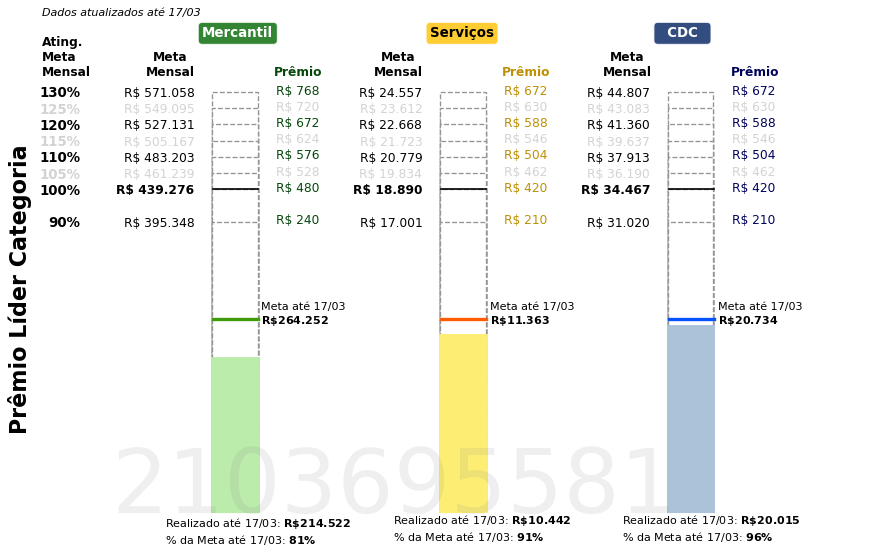 Dados atualizados até 17/03
Mercantil Serviços CDC
Ating. Meta Mensal
Meta Mensal Prêmio Meta Mensal Prêmio Meta Mensal Prêmio
130% R$ 571.058 R$ 768 R$ 24.557 R$ 672 R$ 44.807 R$ 672
125% R$ 549.095 R$ 720 R$ 23.612 R$ 630 R$ 43.083 R$ 630
120% R$ 527.131 R$ 672 R$ 22.668 R$ 588 R$ 41.360 R$ 588
115% R$ 505.167 R$ 624 R$ 21.723 R$ 546 R$ 39.637 R$ 546
110% R$ 483.203 R$ 576 R$ 20.779 R$ 504 R$ 37.913 R$ 504
105% R$ 461.239 R$ 528 R$ 19.834 R$ 462 R$ 36.190 R$ 462
100% R$ 439.276 R$ 480 R$ 18.890 R$ 420 R$ 34.467 R$ 420
90% R$ 395.348 R$ 240 R$ 17.001 R$ 210 R$ 31.020 R$ 210
Prêmio Líder Categoria
Meta até 17/03 Meta até 17/03 Meta até 17/03
R$264.252 R$11.363 R$20.734
2103695581
Realizado até 17/03: R$214.522 Realizado até 17/03: R$10.442 Realizado até 17/03: R$20.015
% da Meta até 17/03: 81% % da Meta até 17/03: 91% % da Meta até 17/03: 96%